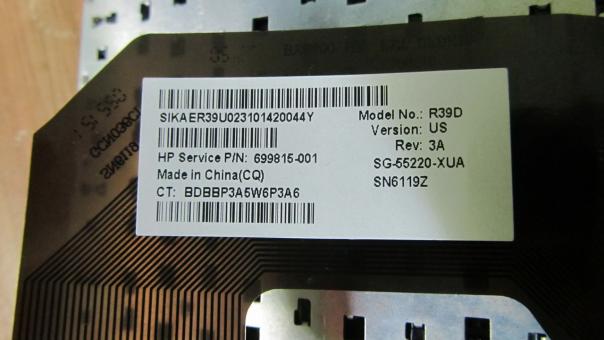 SIKAER39U023101420044Y
Model No.: R39D
Version: US
Rev: 3A
HP Service P/N: 699815-001
SG-55220-XUA
Made in China(CQ)
SN6119Z
CT: BDBBP3A5W6P3A6